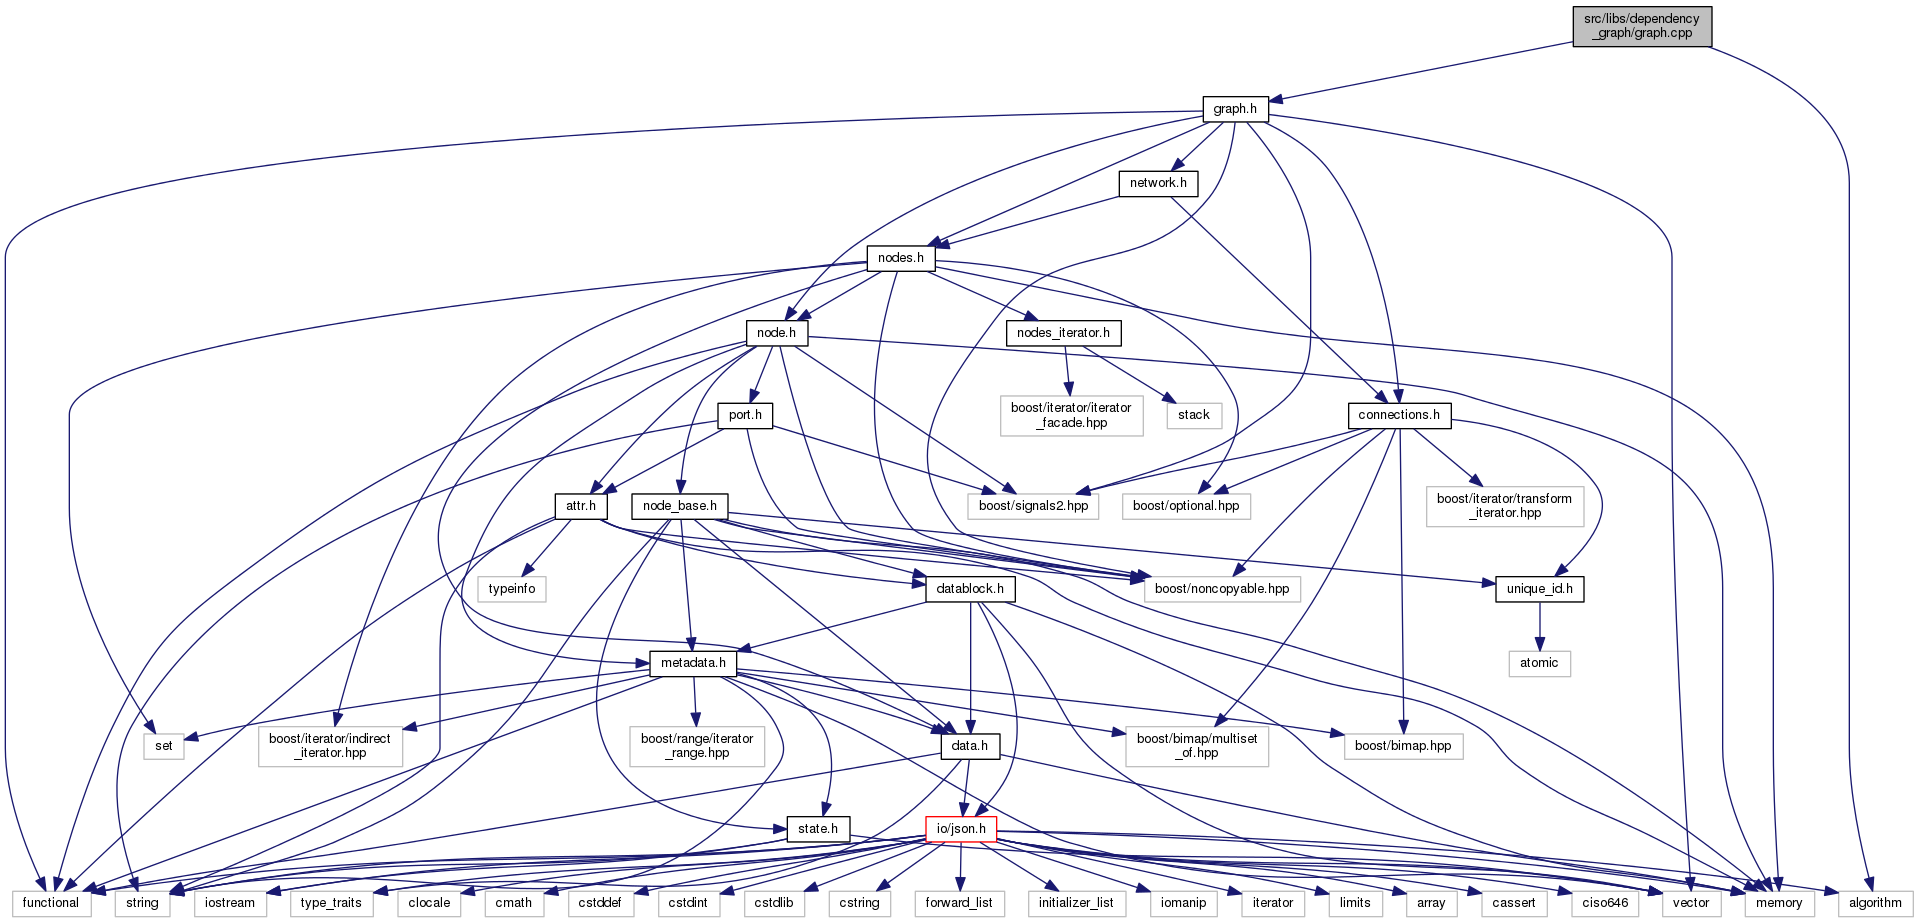 src/libs/dependency
_graph/graph.cpp
graph.h
network.h
nodes.h
node.h
nodes_iterator.h
port.h
boost/iterator/iterator
_facade.hpp
stack
connections.h
attr.h
node_base.h
boost/signals2.hpp
boost/optional.hpp
boost/iterator/transform
_iterator.hpp
typeinfo
datablock.h
boost/noncopyable.hpp
unique_id.h
metadata.h
atomic
set
boost/iterator/indirect
_iterator.hpp
boost/range/iterator
_range.hpp
data.h
boost/bimap/multiset
_of.hpp
boost/bimap.hpp
state.h
io/json.h
functional
string
iostream
type_traits
clocale
cmath
cstddef
cstdint
cstdlib
cstring
forward_list
initializer_list
iomanip
iterator
limits
array
cassert
ciso646
vector
memory
algorithm